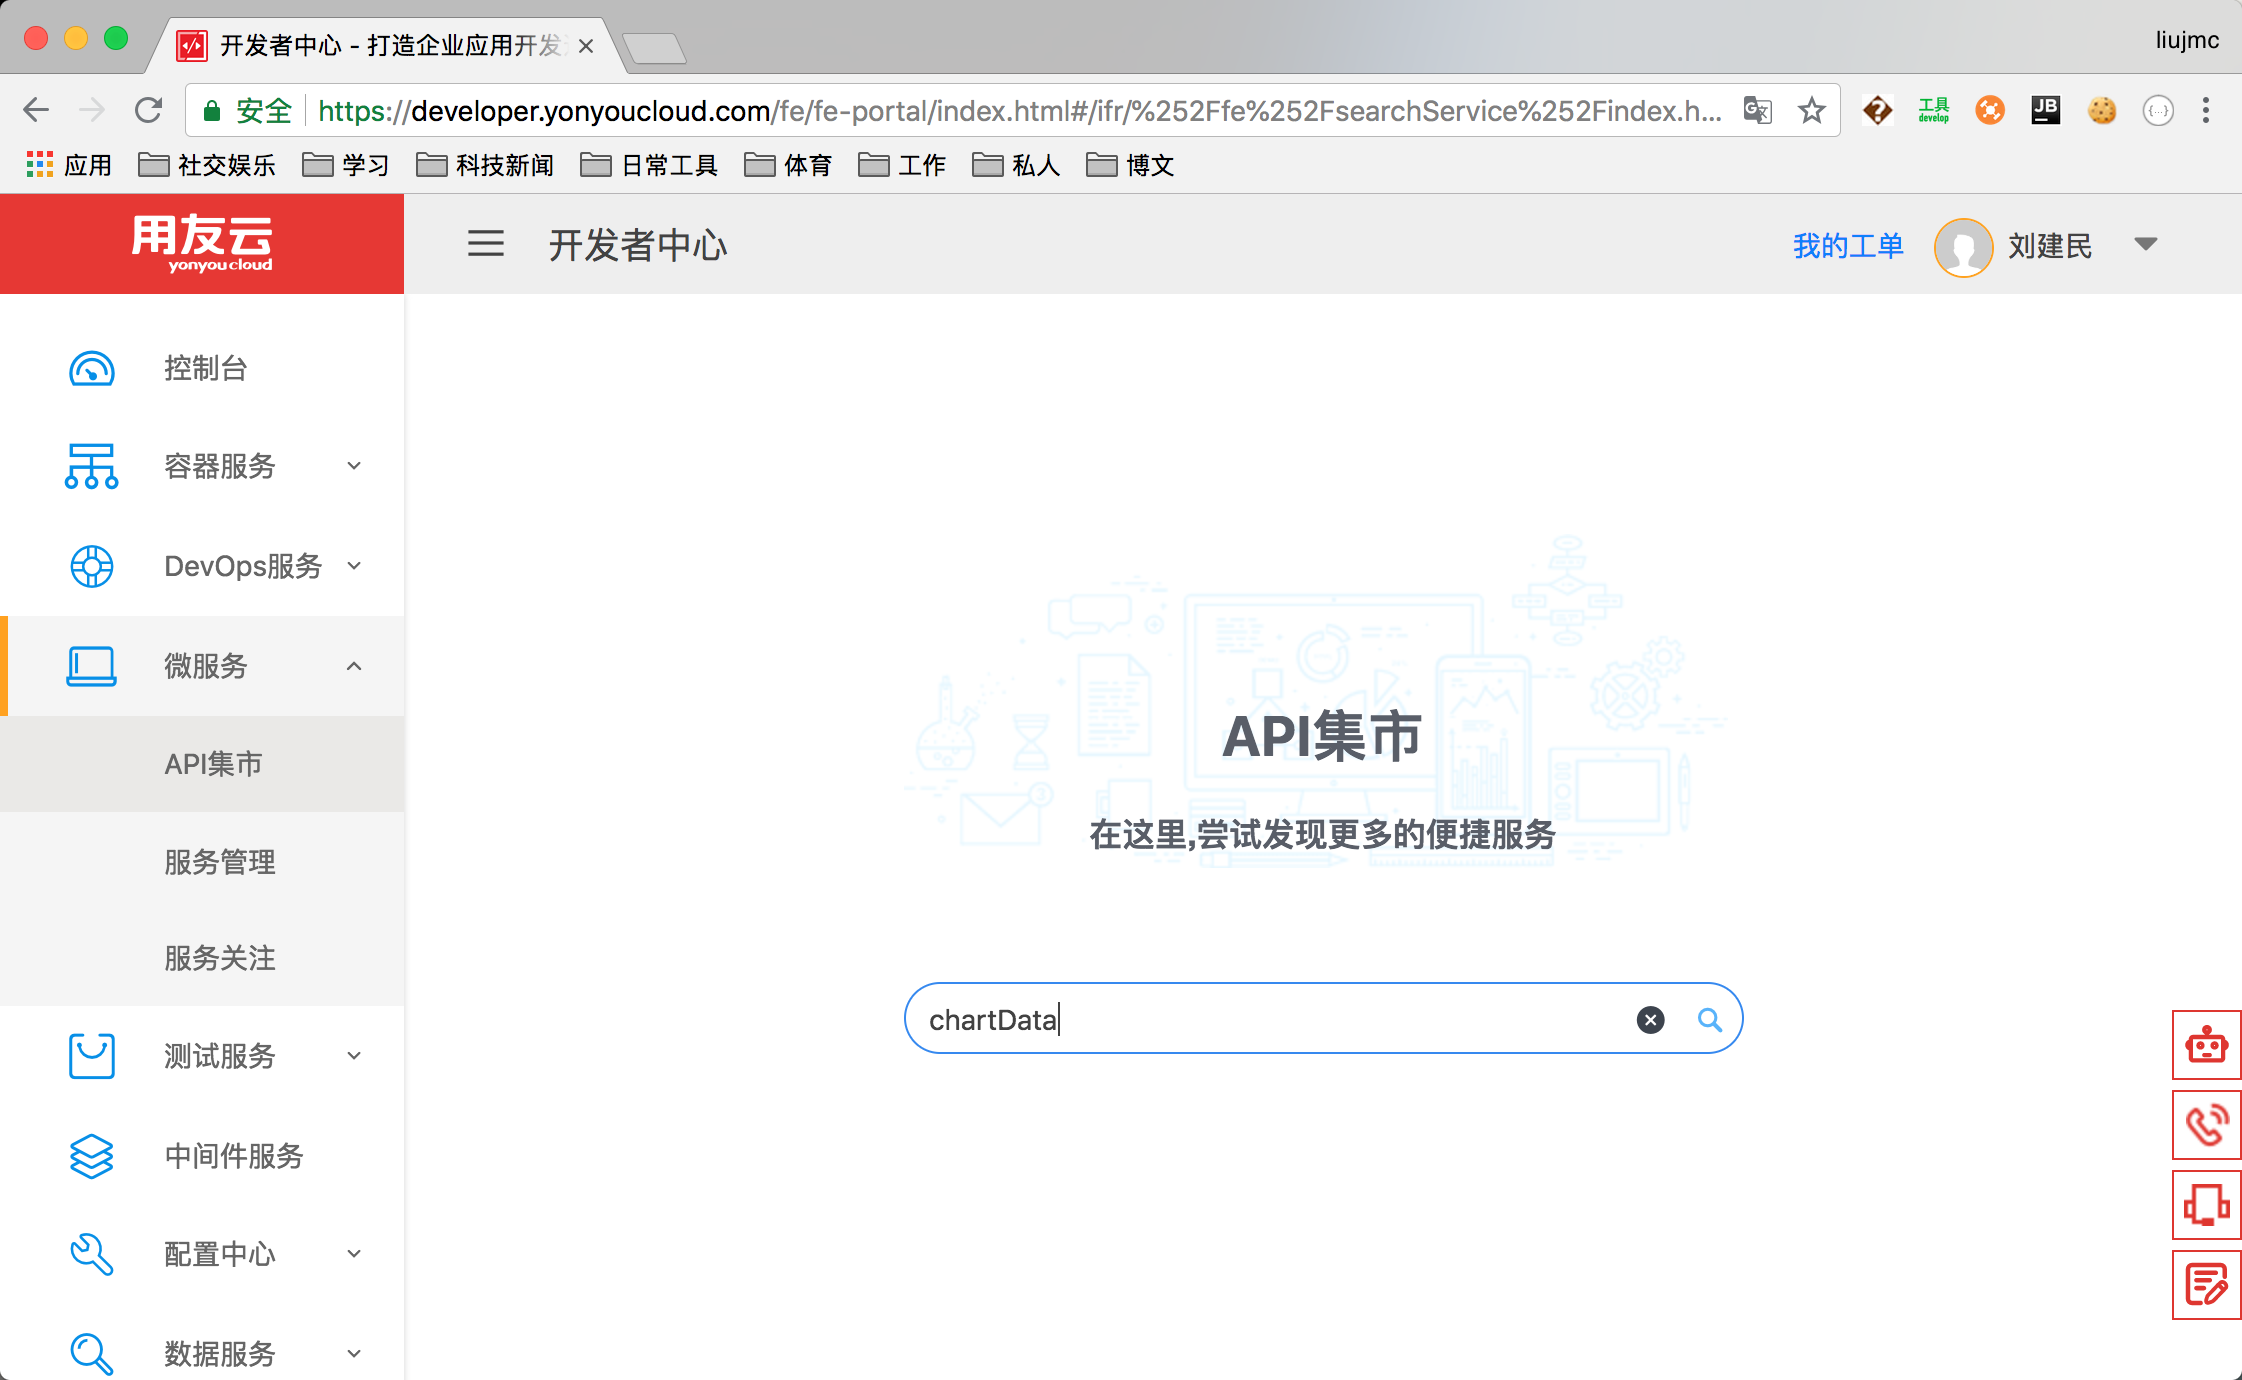 开发者中心 - 打造企业应用开发
liujmc
安全 https://developer.yonyoucloud.com/fe/fe-portal/index.html#/ifr/%252Ffe%252FsearchService%252Findex.h...
工具
develop
JB
应用 社交娱乐 学习 科技新闻 日常工具 体育 工作 私人 博文
用友云
yonyoucloud
开发者中心
我的工单
刘建民
控制台
容器服务
DevOps服务
微服务
API集市
服务管理
服务关注
测试服务
中间件服务
配置中心
数据服务
3
API集市
在这里,尝试发现更多的便捷服务
chartData